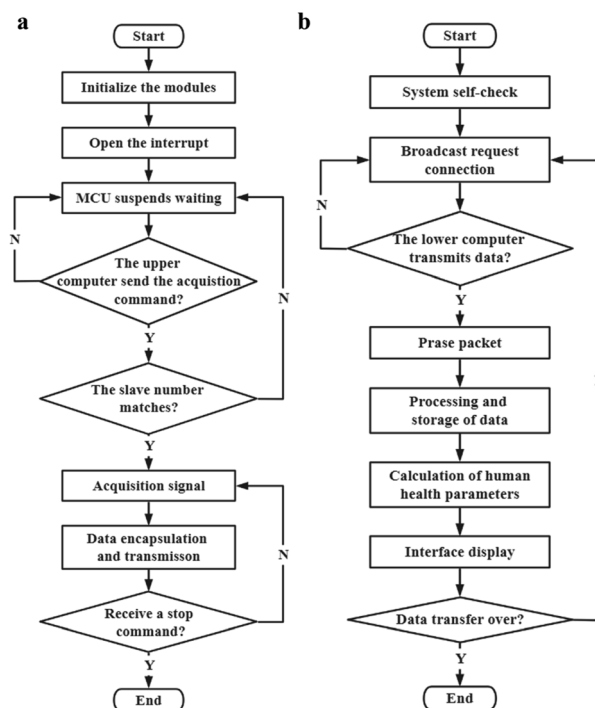 a
Start
Initialize the modules
Open the interrupt
MCU suspends waiting
N
The upper
computer send the acquistion
command?
N
Y
The slave number
matches?
Y
Acquisition signal
Data encapsulation
and transmisson
N
Receive a stop
command?
Y
End
b
Start
System self-check
Broadcast request
connection
N
The lower computer
transmits data?
Y
Prase packet
Processing and
storage of data
Calculation of human
health parameters
Interface display
Data transfer over?
Y
End